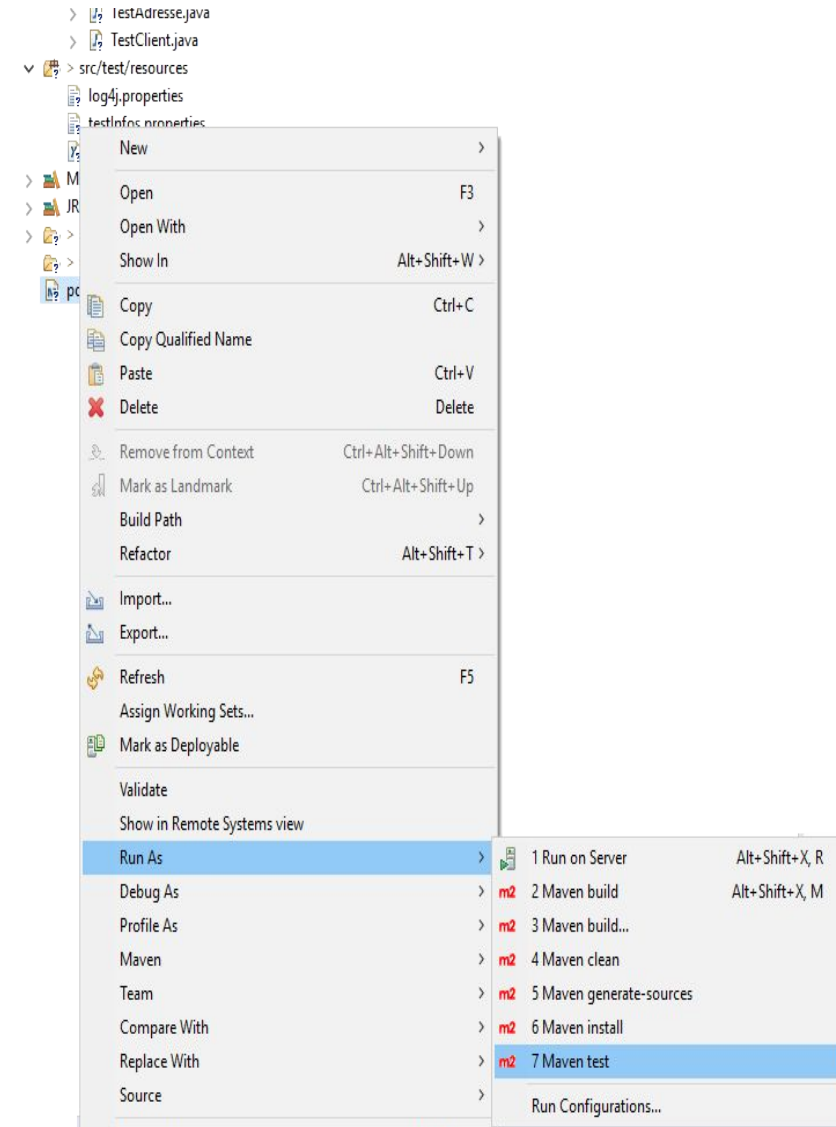 TestAdresse.java
TestClient.java
> src/test/resources
log4j.properties
testInfos.properties
New
M
Open F3
JR
Open With
>
Show In Alt+Shift+W
>
po
Copy Ctrl+C
Copy Qualified Name
Paste Ctrl+V
Delete Delete
Remove from Context Ctrl+Alt+Shift+Down
Mark as Landmark Ctrl+Alt+Shift+Up
Build Path
Refactor Alt+Shift+T
Import...
Export...
Refresh F5
Assign Working Sets...
Mark as Deployable
Validate
Show in Remote Systems view
Run As
Debug As
Profile As
Maven
Team
Compare With
Replace With
Source
1 Run on Server Alt+Shift+X, R
m2 2 Maven build Alt+Shift+X, M
m2 3 Maven build...
m2 4 Maven clean
m2 5 Maven generate-sources
m2 6 Maven install
m2 7 Maven test
Run Configurations...